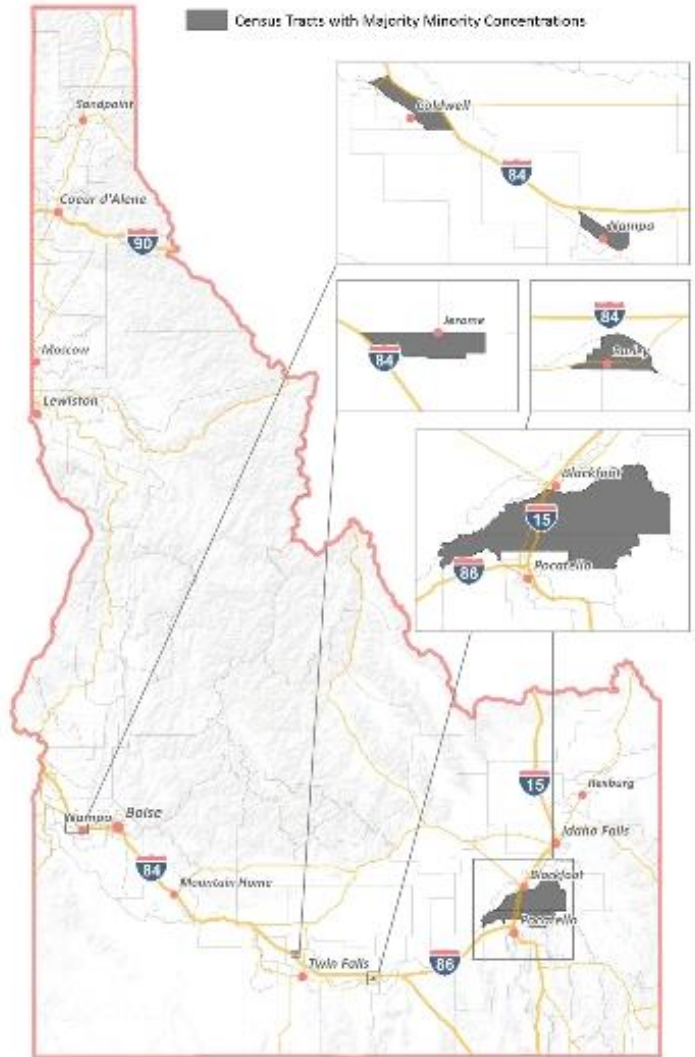 Census Tracts with Majority Minority Concentrations
Sandpoint
Coeur d'Alene
90
Moscow
Lewiston
Caldwell
84
Nampa
Jerome
84
84
Burley
Blackfoot
15
86
Pocatello
Nampa
Boise
84
Mountain Home
Twin Falls
86
15
Rexburg
Idaho Falls
Blackfoot
Pocatello